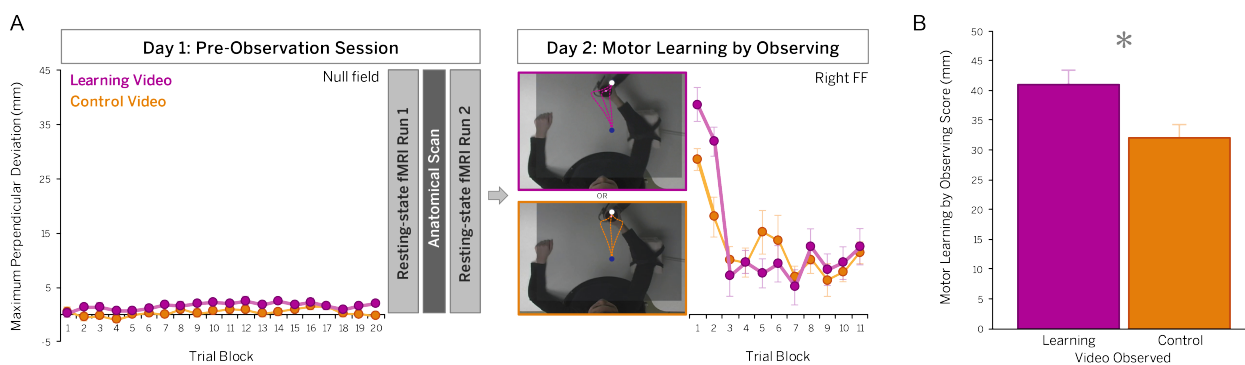 A
Day 1: Pre-Observation Session
Day 2: Motor Learning by Observing
Maximum Perpendicular Deviation (mm)
45
35
25
15
5
-5
Learning Video
Control Video
Null field
1 2 3 4 5 6 7 8 9 10 11 12 13 14 15 16 17 18 19 20
Trial Block
Resting-state fMRI Run 1
Anatomical Scan
Resting-state fMRI Run 2
OR
Right FF
1 2 3 4 5 6 7 8 9 10 11
Trial Block
B
Motor Learning by Observing Score (mm)
50
45
40
35
30
25
20
15
10
5
0
*
Learning Control
Video Observed